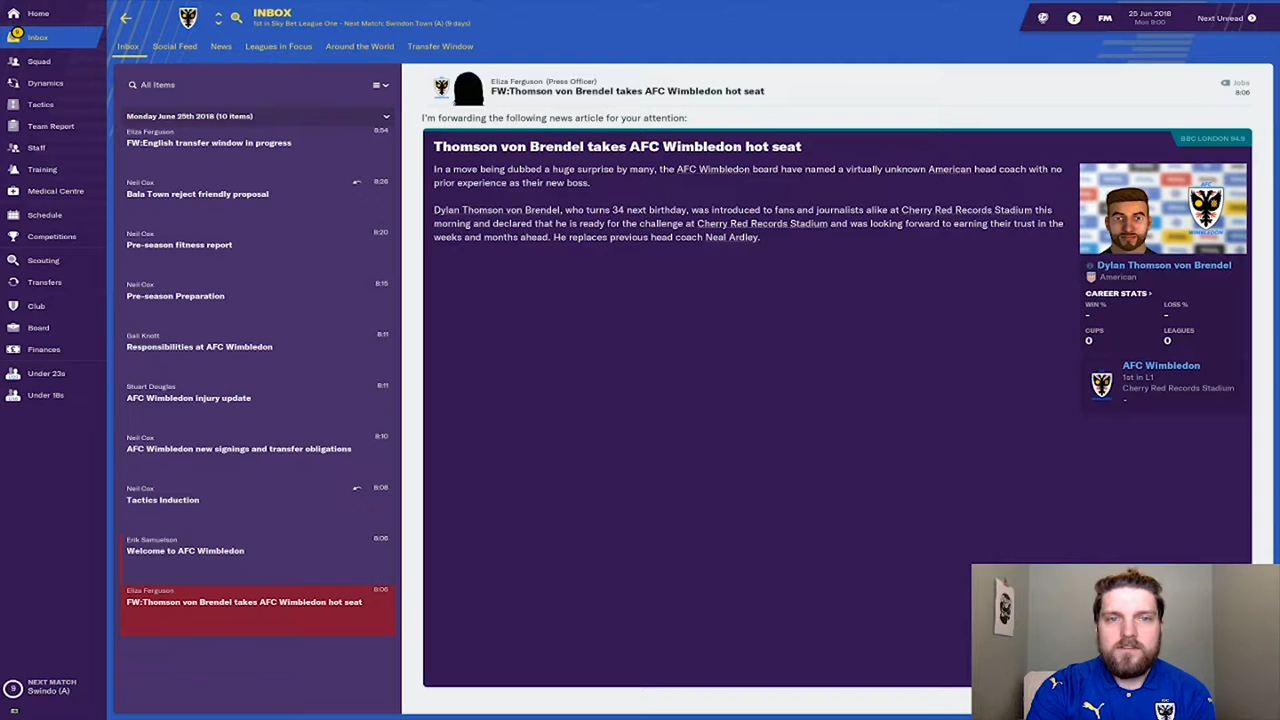 Home
Inbox
Squad
Dynamics
Tactics
Team Report
Staff
Training
Medical Centre
Schedule
Competitions
Scouting
Transfers
Club
Board
Finances
Under 23s
Under 18s
9
NEXT MATCH
Swindo (A)
INBOX
1st in Sky Bet League One - Next Match: Swindon Town (A) (9 days)
?
FM
25 Jun 2018
Mon 9:00
Next Unread
Inbox
Social Feed
News
Leagues in Focus
Around the World
Transfer Window
All Items
Monday June 25th 2018 (10 items)
Eliza Ferguson 8:54
FW:English transfer window in progress
Neil Cox 8:26
Bala Town reject friendly proposal
Neil Cox 8:20
Pre-season fitness report
Neil Cox 8:15
Pre-season Preparation
Gail Knott 8:11
Responsibilities at AFC Wimbledon
Stuart Douglas 8:11
AFC Wimbledon injury update
Neil Cox 8:10
AFC Wimbledon new signings and transfer obligations
Neil Cox 8:08
Tactics Induction
Erik Samuelson 8:06
Welcome to AFC Wimbledon
Eliza Ferguson 8:06
FW:Thomson von Brendel takes AFC Wimbledon hot seat
Eliza Ferguson (Press Officer)
FW:Thomson von Brendel takes AFC Wimbledon hot seat
Jobs
8:06
I'm forwarding the following news article for your attention:
BBC LONDON 94.9
Thomson von Brendel takes AFC Wimbledon hot seat
In a move being dubbed a huge surprise by many, the AFC Wimbledon board have named a virtually unknown American head coach with no
prior experience as their new boss.
Dylan Thomson von Brendel, who turns 34 next birthday, was introduced to fans and journalists alike at Cherry Red Records Stadium this
morning and declared that he is ready for the challenge at Cherry Red Records Stadium and was looking forward to earning their trust in the
weeks and months ahead. He replaces previous head coach Neal Ardley.
Dylan Thomson von Brendel
American
CAREER STATS
WIN %
LOSS %
-
-
CUPS
LEAGUES
0
0
AFC Wimbledon
1st in L1
Cherry Red Records Stadium
-